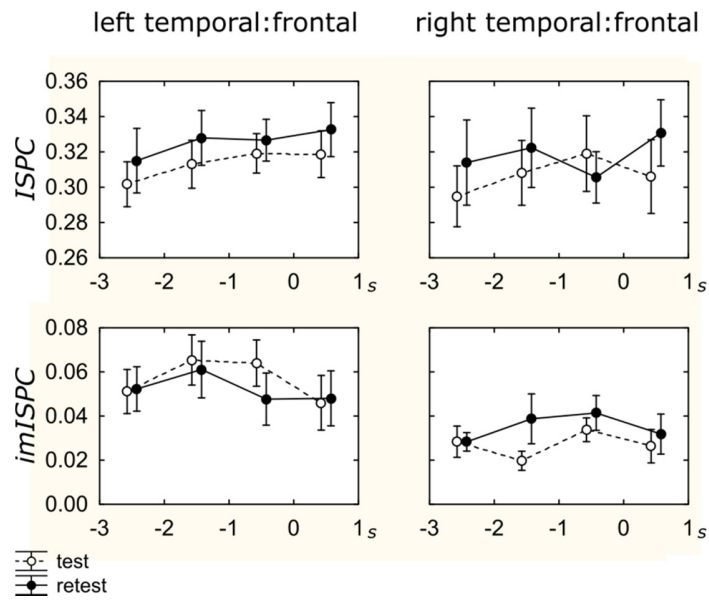 left temporal:frontal right temporal:frontal
ISPC
0.36
0.34
0.32
0.30
0.28
0.26
-3 -2 -1 0 1 s
-3 -2 -1 0 1 s
imISPC
0.08
0.06
0.04
0.02
0.00
-3 -2 -1 0 1 s
-3 -2 -1 0 1 s
test
retest